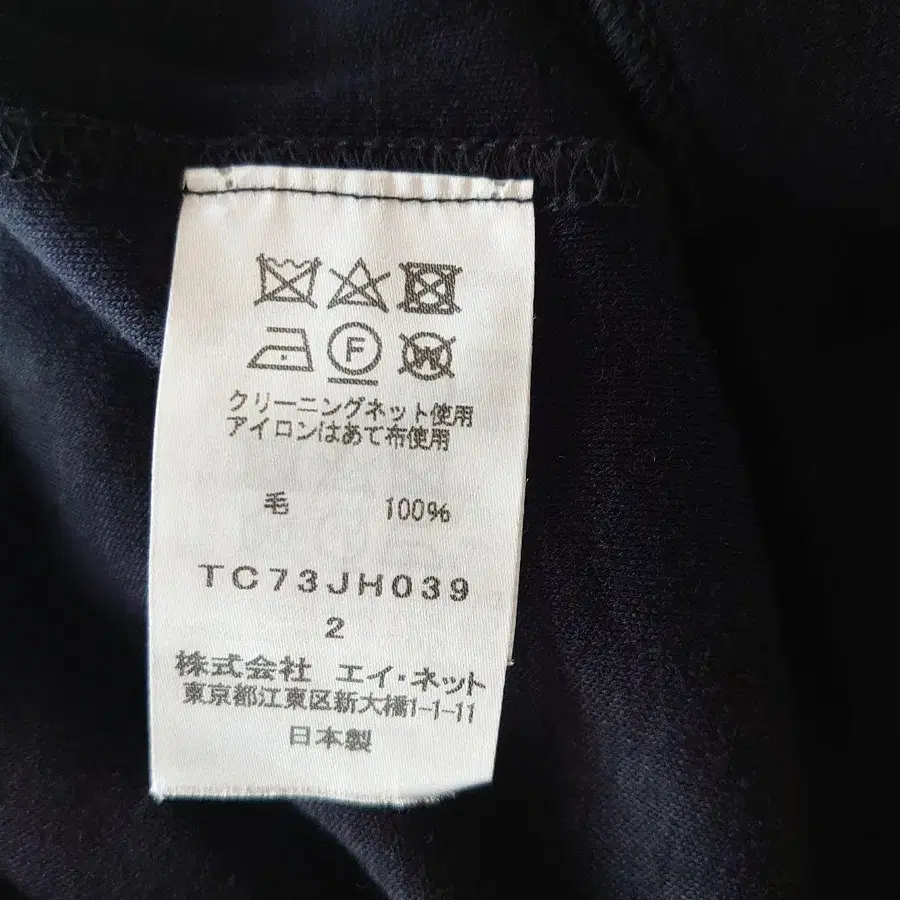 F
W
クリーニングネット使用
アイロンはあて布使用
毛 100%
TC73JH039
2
株式会社 エイ・ネット
東京都江東区新大橋1-1-11
日本製